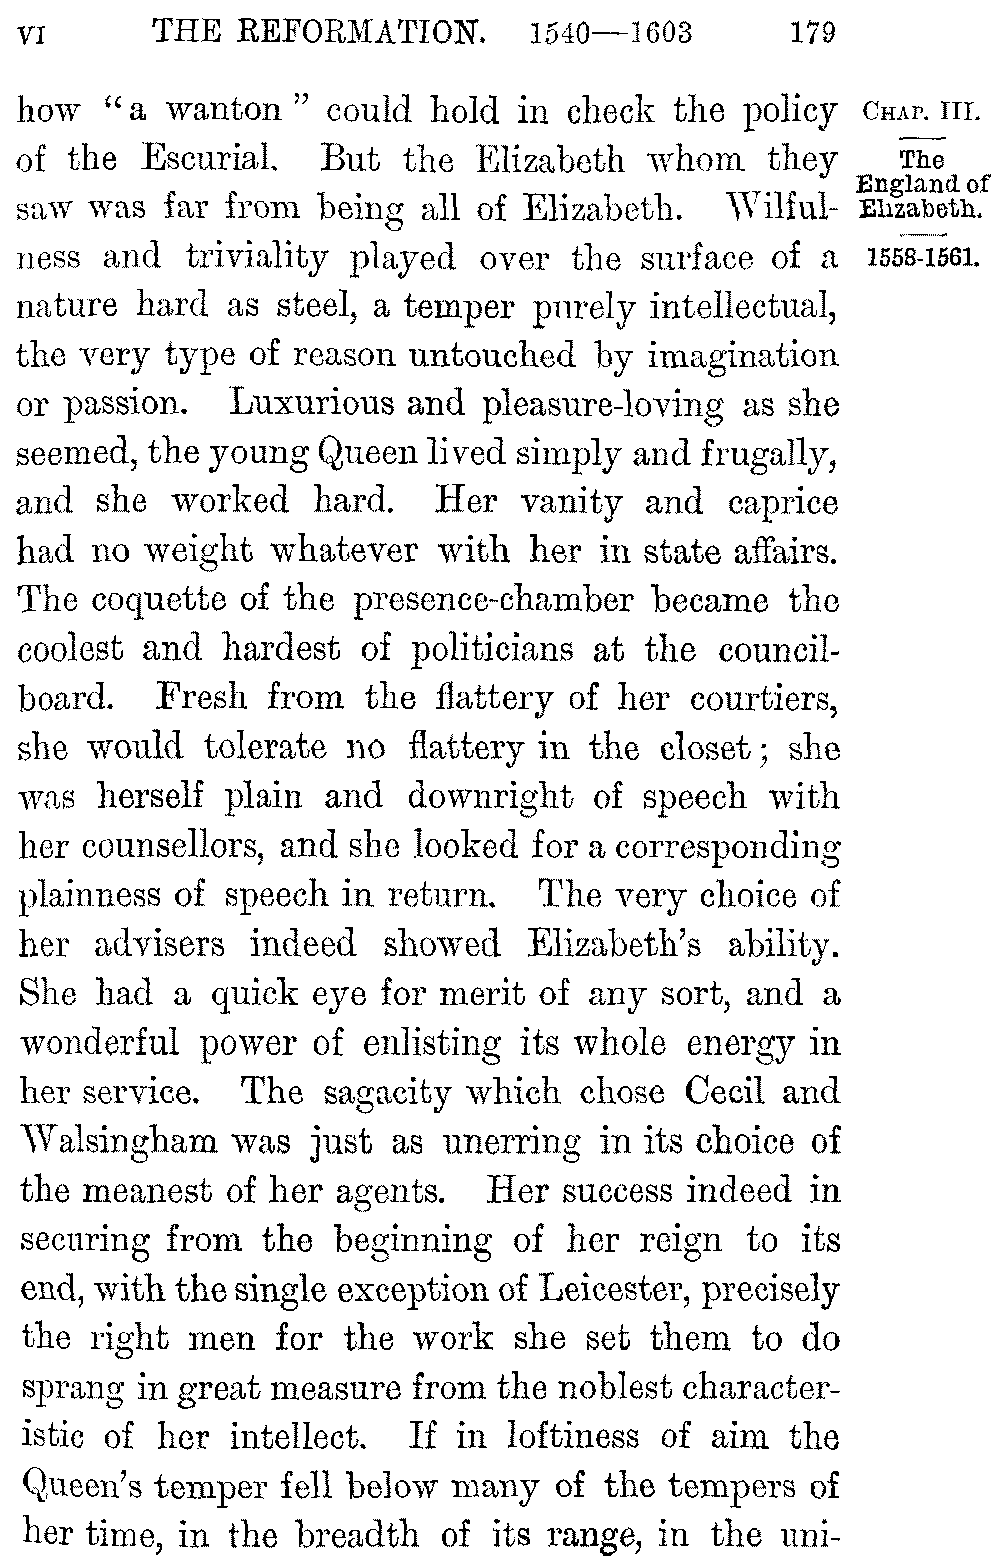 VI THE REFORMATION. 1540—1603 179
how "a wanton" could hold in check the policy
of the Escurial. But the Elizabeth whom they
saw was far from being all of Elizabeth. Wilful-
ness and triviality played over the surface of a
nature hard as steel, a temper purely intellectual,
the very type of reason untouched by imagination
or passion. Luxurious and pleasure-loving as she
seemed, the young Queen lived simply and frugally,
and she worked hard. Her vanity and caprice
had no weight whatever with her in state affairs.
The coquette of the presence-chamber became the
coolest and hardest of politicians at the council-
board. Fresh from the flattery of her courtiers,
she would tolerate no flattery in the closet; she
was herself plain and downright of speech with
her counsellors, and she looked for a corresponding
plainness of speech in return. The very choice of
her advisers indeed showed Elizabeth's ability.
She had a quick eye for merit of any sort, and a
wonderful power of enlisting its whole energy in
her service. The sagacity which chose Cecil and
Walsingham was just as unerring in its choice of
the meanest of her agents. Her success indeed in
securing from the beginning of her reign to its
end, with the single exception of Leicester, precisely
the right men for the work she set them to do
sprang in great measure from the noblest character-
istic of her intellect. If in loftiness of aim the
Queen's temper fell below many of the tempers of
her time, in the breadth of its range, in the uni-
CHAP. III.
The
England of
Elizabeth.
1558-1561.